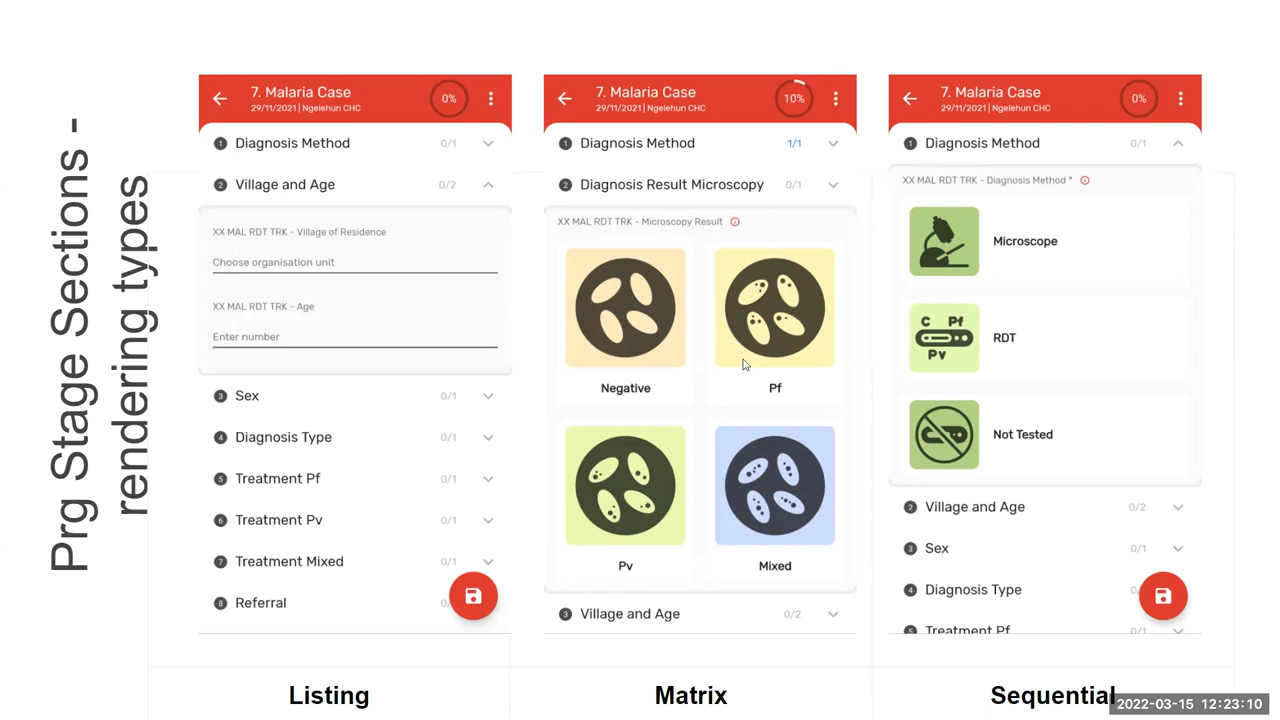 Prg Stage Sections -
rendering types
7. Malaria Case
29/11/2021 | Ngelehun CHC
0%
1 Diagnosis Method 0/1
2 Village and Age 0/2
XX MAL RDT TRK - Village of Residence
Choose organisation unit
XX MAL RDT TRK - Age
Enter number
3 Sex 0/1
4 Diagnosis Type 0/1
5 Treatment Pf 0/1
6 Treatment Pv 0/1
7 Treatment Mixed 0/1
8 Referral 0/
Listing
7. Malaria Case
29/11/2021 | Ngelehun CHC
10%
1 Diagnosis Method 1/1
2 Diagnosis Result Microscopy 0/1
XX MAL RDT TRK - Microscopy Result
Negative
Pf
Pv
Mixed
3 Village and Age 0/2
Matrix
7. Malaria Case
29/11/2021 | Ngelehun CHC
0%
1 Diagnosis Method 0/1
XX MAL RDT TRK - Diagnosis Method *
Microscope
C Pf
Pv
RDT
Not Tested
2 Village and Age 0/2
3 Sex 0/1
4 Diagnosis Type 0
5 Treatment Pf 0/1
Sequential
2022-03-15 12:23:10